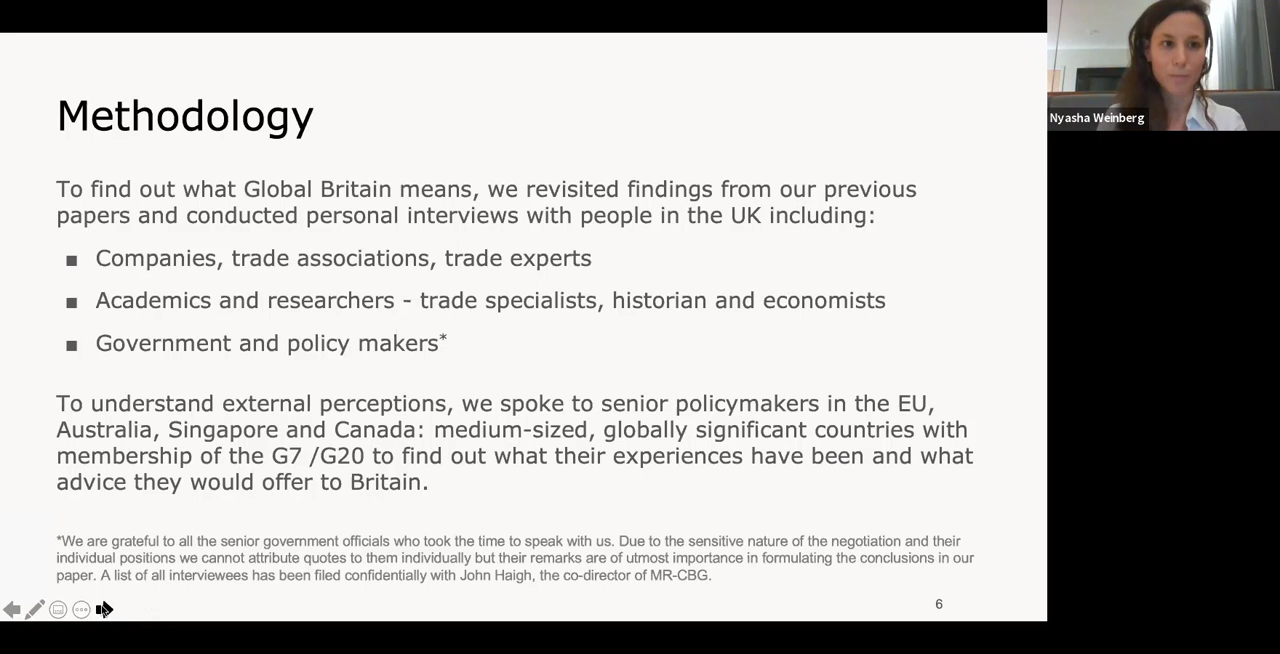 Methodology
To find out what Global Britain means, we revisited findings from our previous
papers and conducted personal interviews with people in the UK including:
■ Companies, trade associations, trade experts
■ Academics and researchers - trade specialists, historian and economists
■ Government and policy makers*
To understand external perceptions, we spoke to senior policymakers in the EU,
Australia, Singapore and Canada: medium-sized, globally significant countries with
membership of the G7 /G20 to find out what their experiences have been and what
advice they would offer to Britain.
*We are grateful to all the senior government officials who took the time to speak with us. Due to the sensitive nature of the negotiation and their
individual positions we cannot attribute quotes to them individually but their remarks are of utmost importance in formulating the conclusions in our
paper. A list of all interviewees has been filed confidentially with John Haigh, the co-director of MR-CBG.
6
Nyasha Weinberg